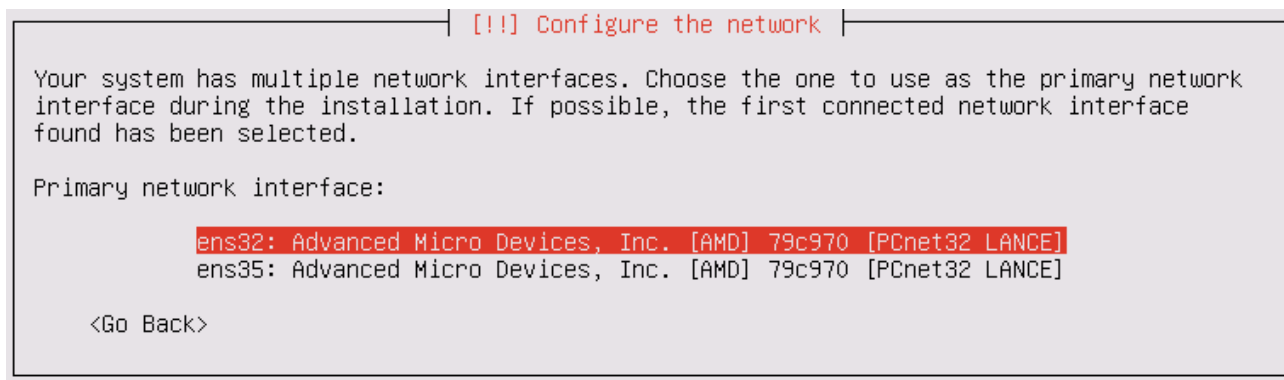 [!!] Configure the network
Your system has multiple network interfaces. Choose the one to use as the primary network
interface during the installation. If possible, the first connected network interface
found has been selected.
Primary network interface:
ens32: Advanced Micro Devices, Inc. [AMD] 79c970 [PCnet32 LANCE]
ens35: Advanced Micro Devices, Inc. [AMD] 79c970 [PCnet32 LANCE]
<Go Back>